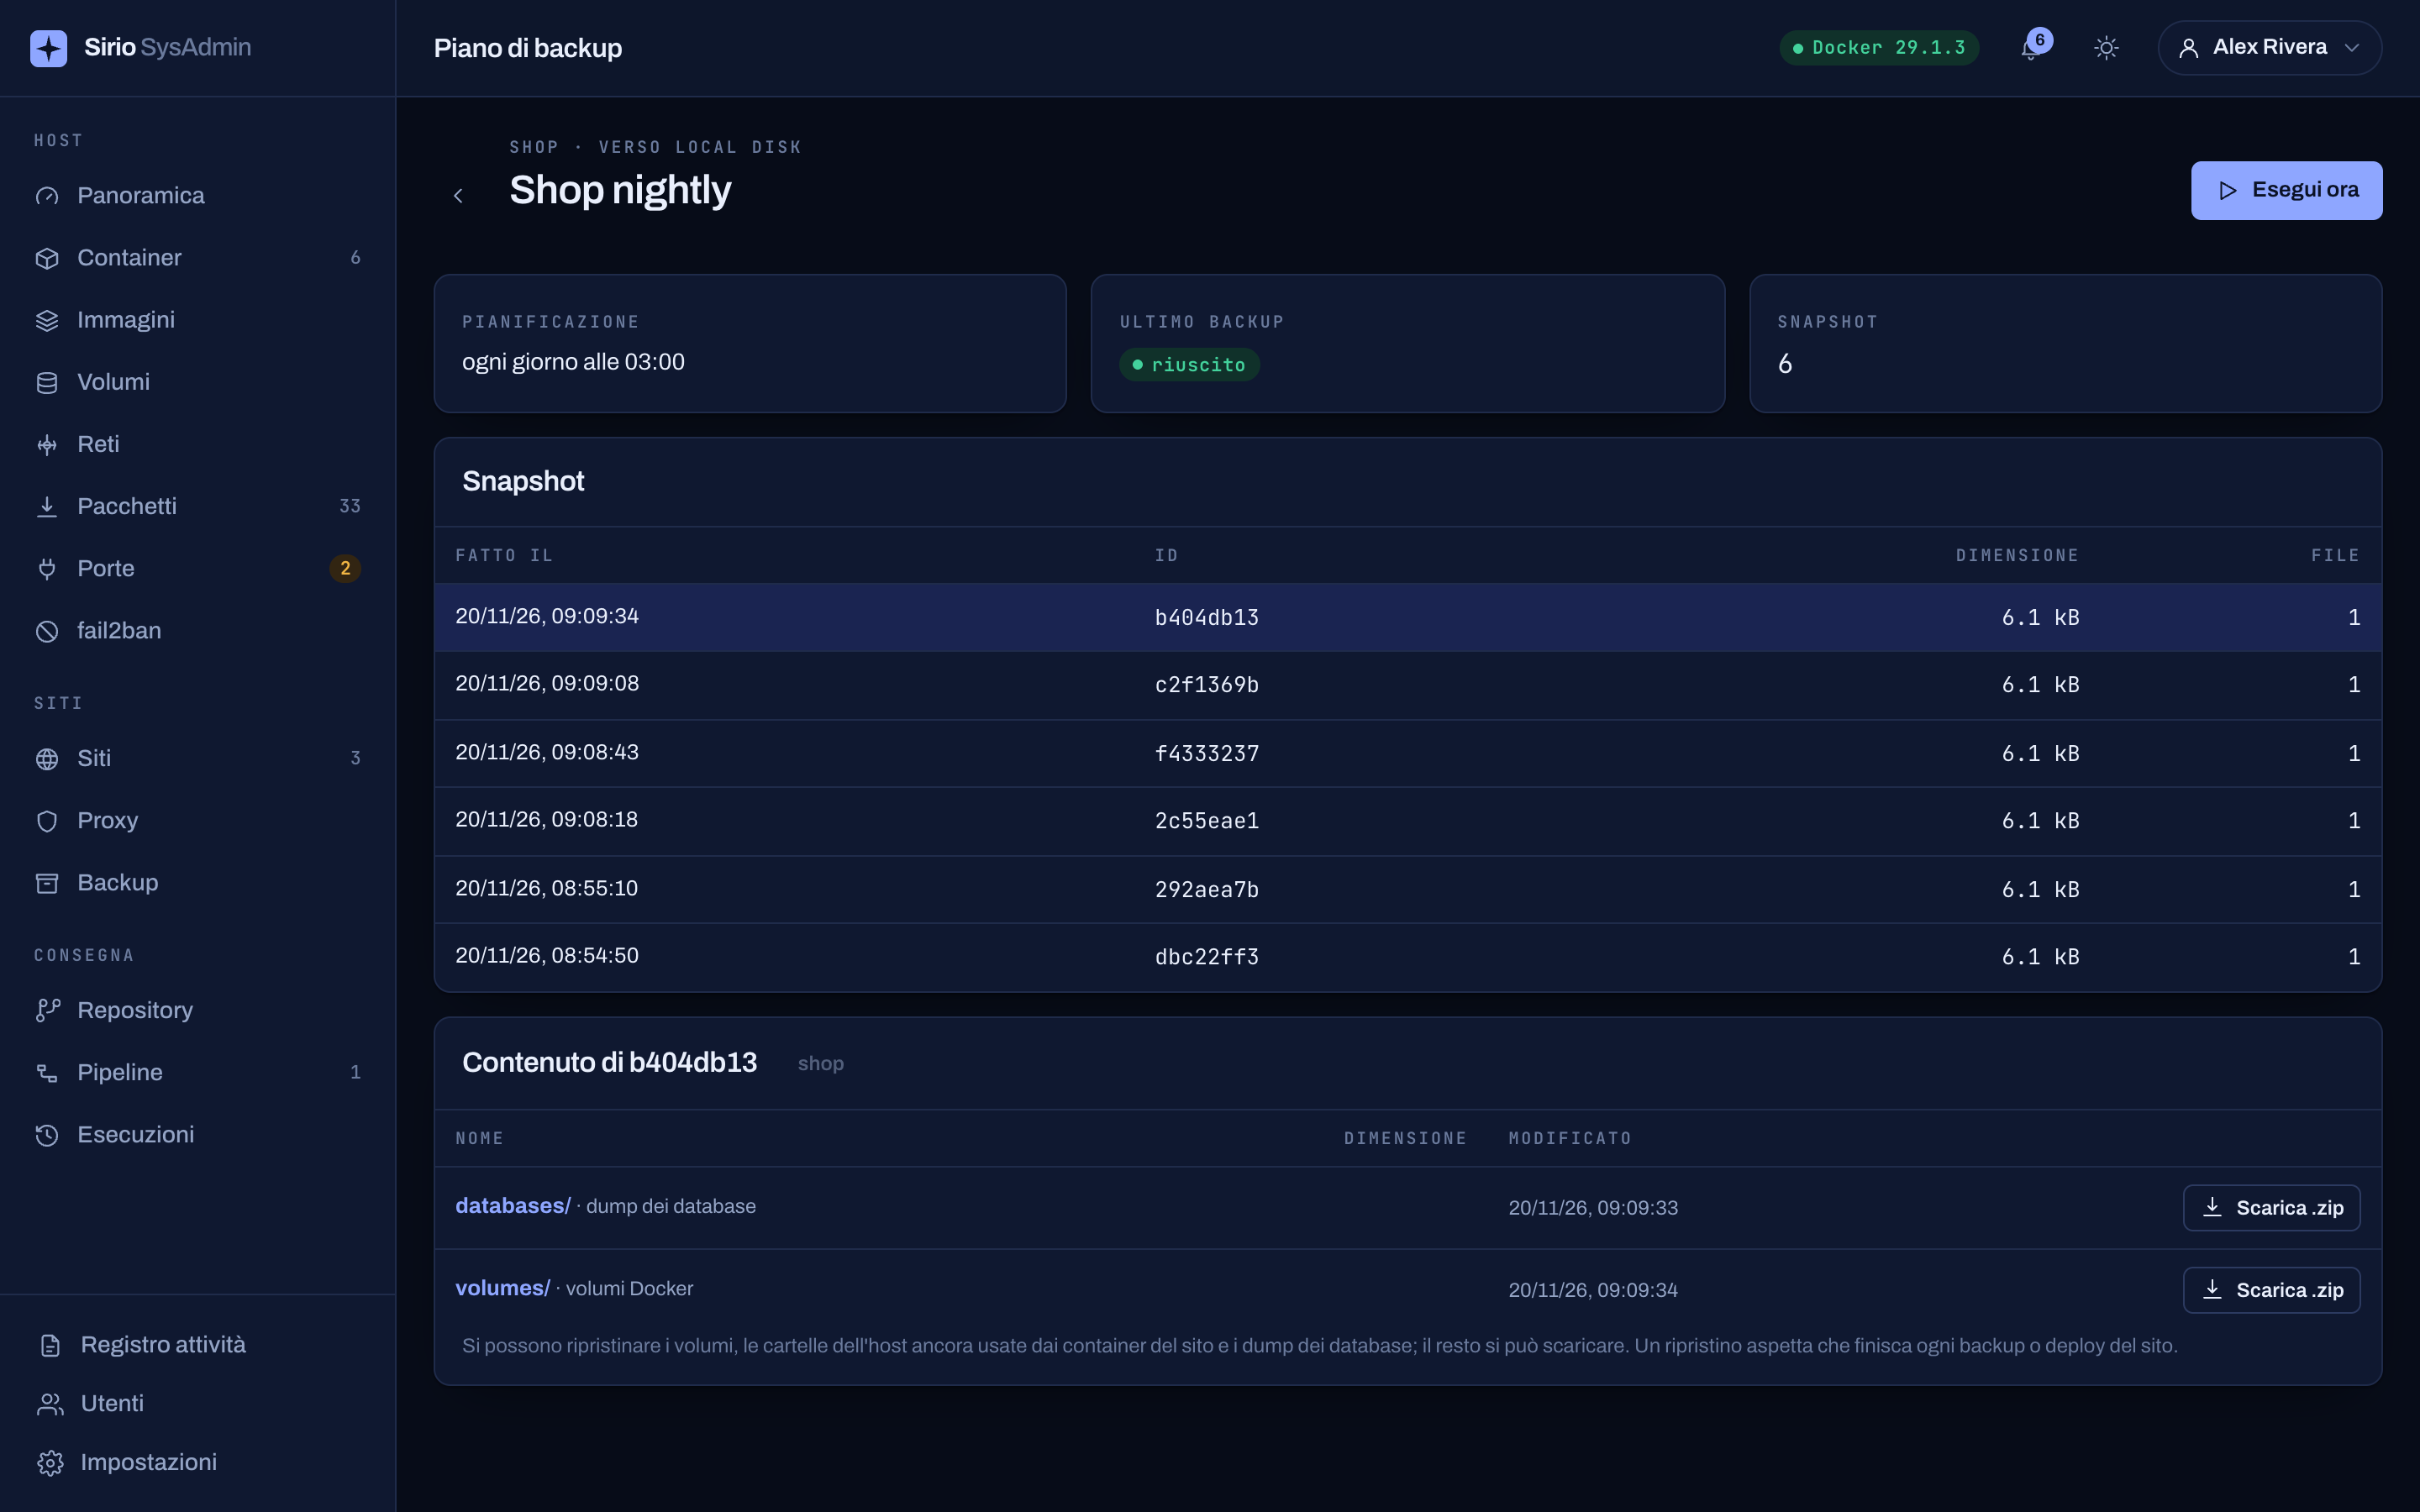 Sirio SysAdmin
Piano di backup
Docker 29.1.3
6
Alex Rivera
HOST
Panoramica
Container 6
Immagini
Volumi
Reti
Pacchetti 33
Porte 2
fail2ban
SITI
Siti 3
Proxy
Backup
CONSEGNA
Repository
Pipeline 1
Esecuzioni
Registro attività
Utenti
Impostazioni
SHOP · VERSO LOCAL DISK
Shop nightly
Esegui ora
PIANIFICAZIONE
ogni giorno alle 03:00
ULTIMO BACKUP
riuscito
SNAPSHOT
6
Snapshot
FATTO IL ID DIMENSIONE FILE
20/11/26, 09:09:34 b404db13 6.1 kB 1
20/11/26, 09:09:08 c2f1369b 6.1 kB 1
20/11/26, 09:08:43 f4333237 6.1 kB 1
20/11/26, 09:08:18 2c55eae1 6.1 kB 1
20/11/26, 08:55:10 292aea7b 6.1 kB 1
20/11/26, 08:54:50 dbc22ff3 6.1 kB 1
Contenuto di b404db13 shop
NOME DIMENSIONE MODIFICATO
databases/ · dump dei database 20/11/26, 09:09:33 Scarica .zip
volumes/ · volumi Docker 20/11/26, 09:09:34 Scarica .zip
Si possono ripristinare i volumi, le cartelle dell'host ancora usate dai container del sito e i dump dei database; il resto si può scaricare. Un ripristino aspetta che finisca ogni backup o deploy del sito.